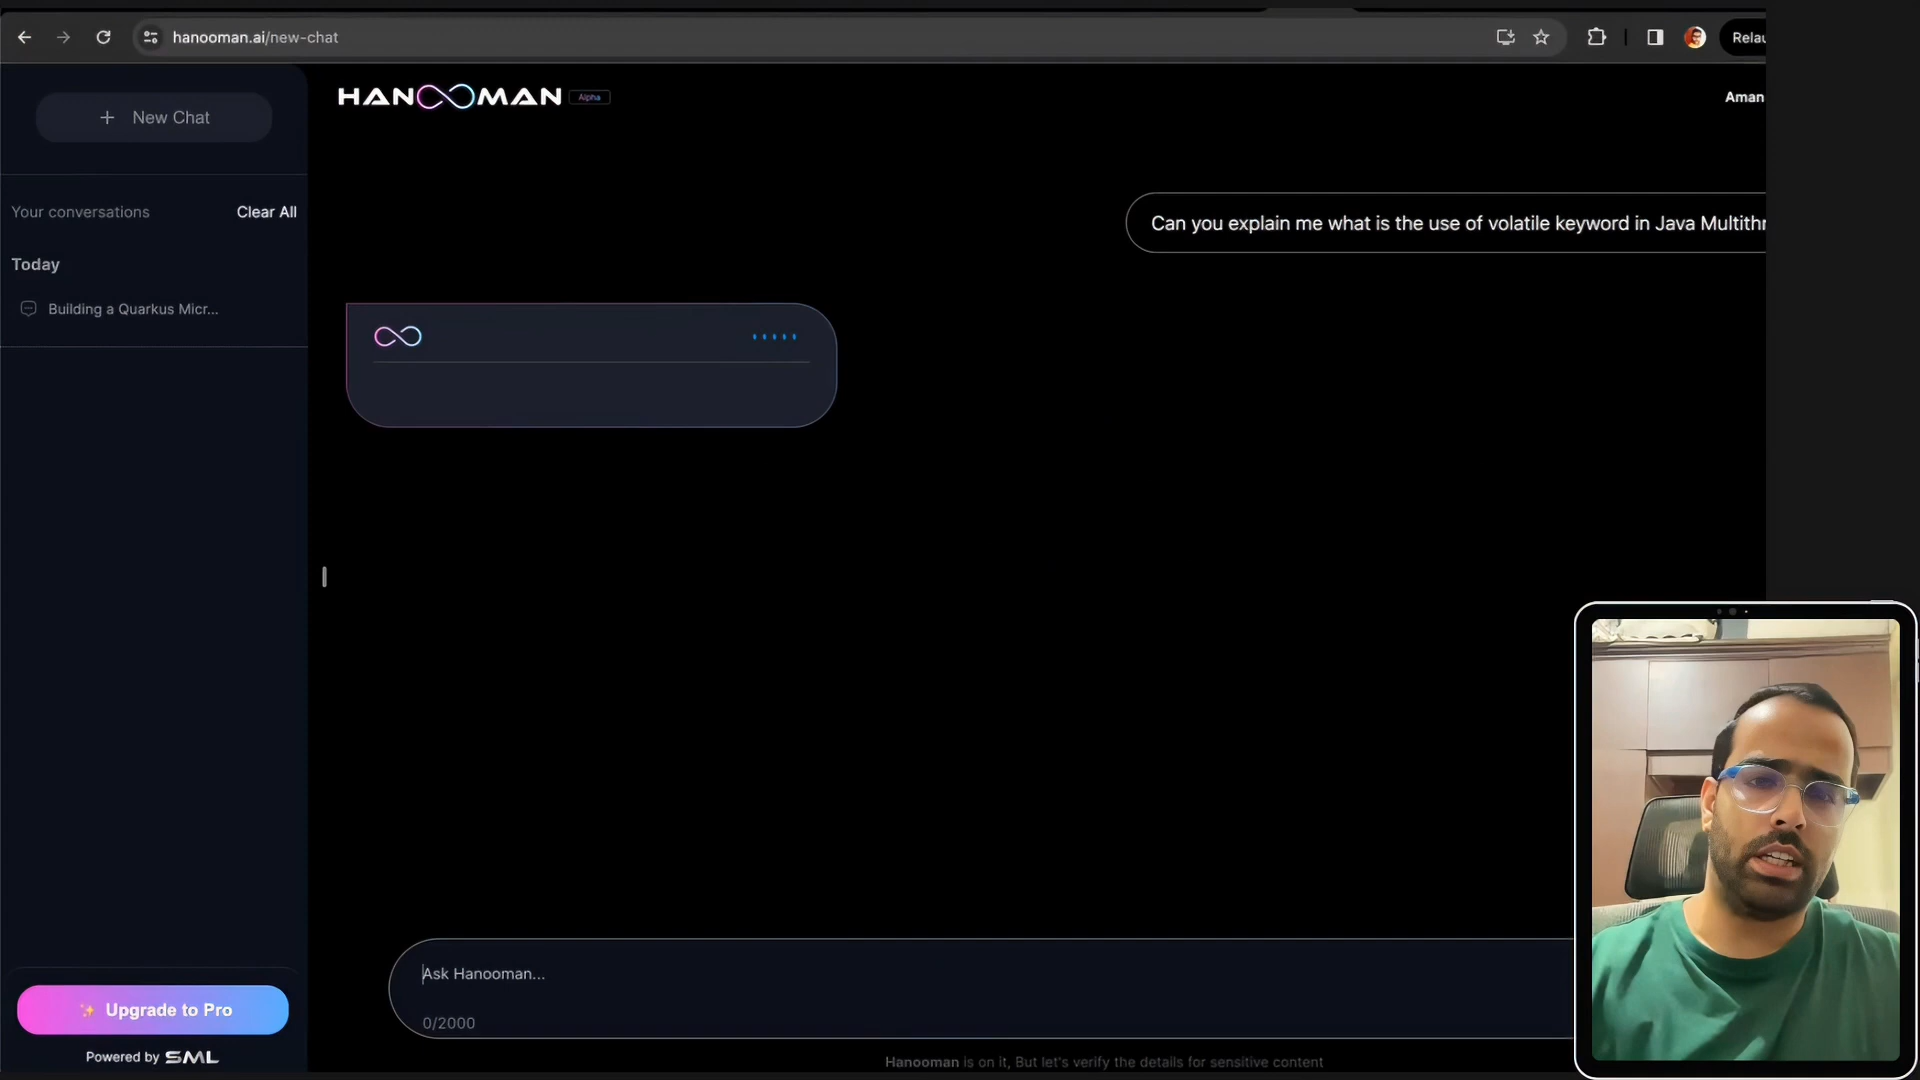 hanooman.ai/new-chat
Relau
New Chat
HANOOMAN
Alpha
Aman
Your conversations
Clear All
Can you explain me what is the use of volatile keyword in Java Multithr
Today
Building a Quarkus Micr...
Ask Hanooman...
0/2000
Upgrade to Pro
Powered by SML
Hanooman is on it, But let's verify the details for sensitive content